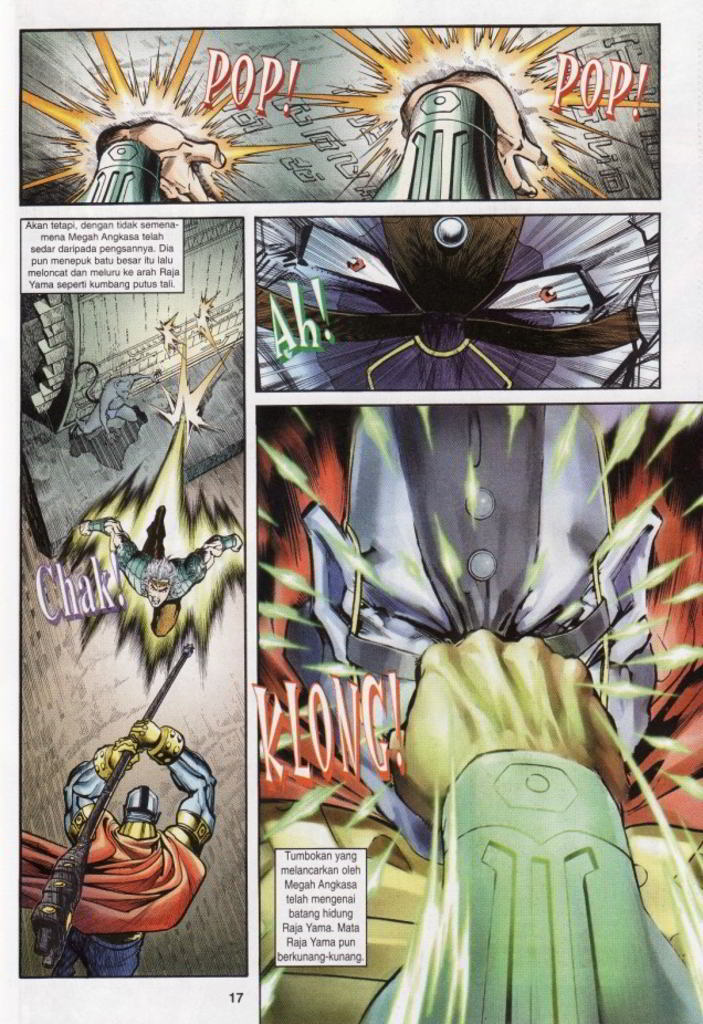 POP!
POP!
Akan tetapi, dengan tidak semena-
mena Megah Angkasa telah
sedar daripada pengsannya. Dia
pun menepuk batu besar itu lalu
meloncat dan meluru ke arah Raja
Yama seperti kumbang putus tali.
Ah!
Chak!
KLONG!
Tumbokan yang
melancarkan oleh
Megah Angkasa
telah mengenai
batang hidung
Raja Yama. Mata
Raja Yama pun
berkunang-kunang.
17